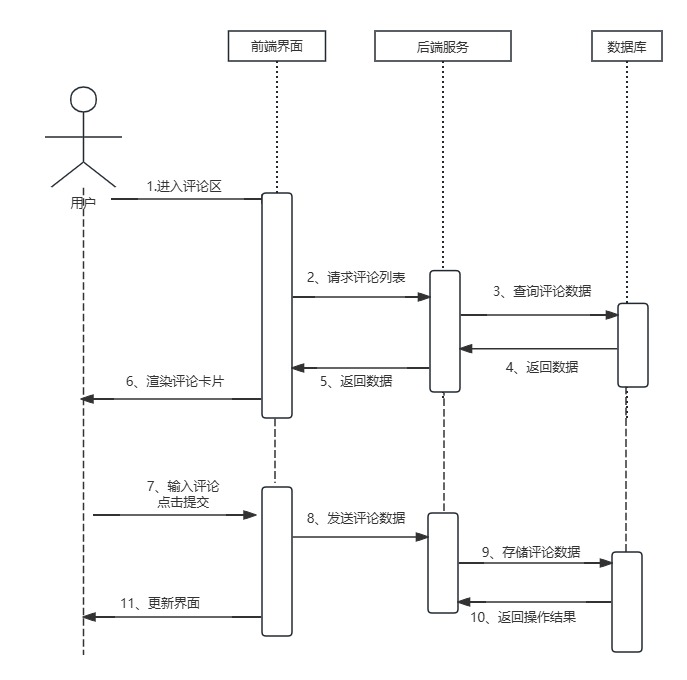 前端界面
后端服务
数据库
用户
1.进入评论区
2、请求评论列表
3、查询评论数据
4、返回数据
5、返回数据
6、渲染评论卡片
7、输入评论
点击提交
8、发送评论数据
9、存储评论数据
10、返回操作结果
11、更新界面